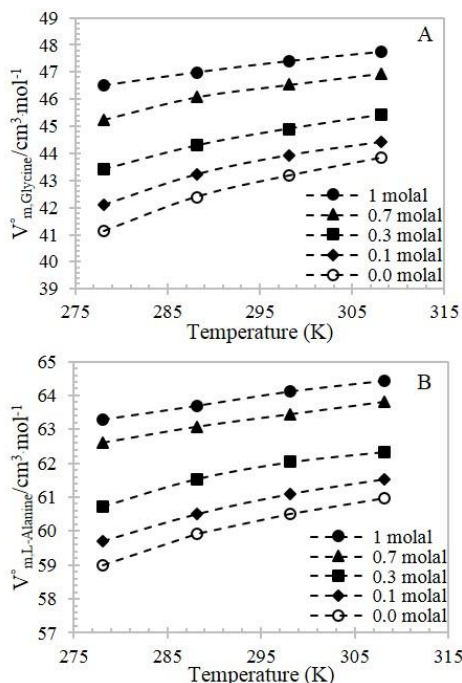 A
49
48
47
46
45
44
43
42
41
40
39
V°m,Glycine/cm³·mol⁻¹
1 molal
0.7 molal
0.3 molal
0.1 molal
0.0 molal
275 285 295 305 315
Temperature (K)
B
65
64
63
62
61
60
59
58
57
V°m,L-Alanine/cm³·mol⁻¹
1 molal
0.7 molal
0.3 molal
0.1 molal
0.0 molal
275 285 295 305 315
Temperature (K)